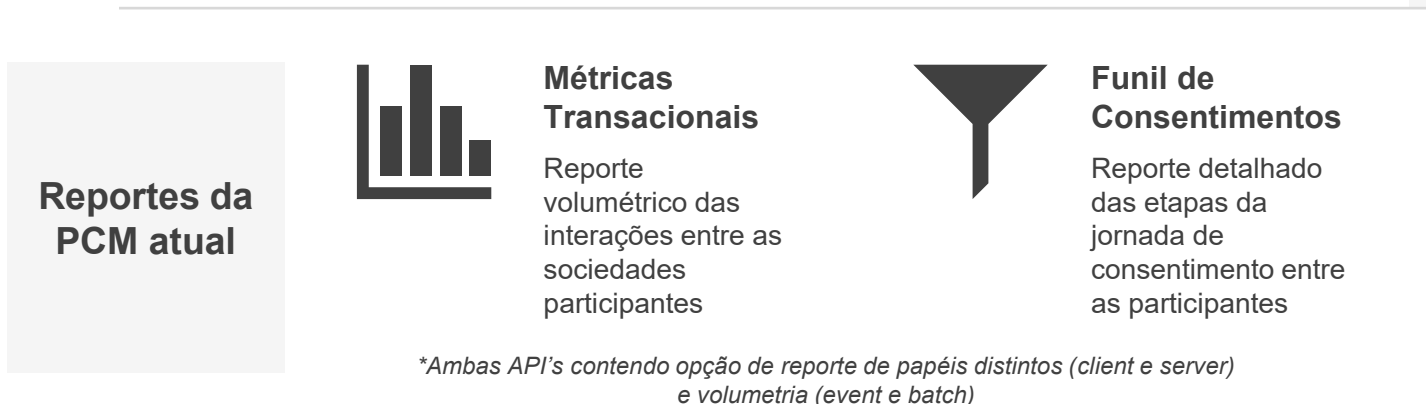 Reportes da
PCM atual
Métricas
Transacionais
Reporte
volumétrico das
interações entre as
sociedades
participantes
Funil de
Consentimentos
Reporte detalhado
das etapas da
jornada de
consentimento entre
as participantes
*Ambas API’s contendo opção de reporte de papéis distintos (client e server)
e volumetria (event e batch)